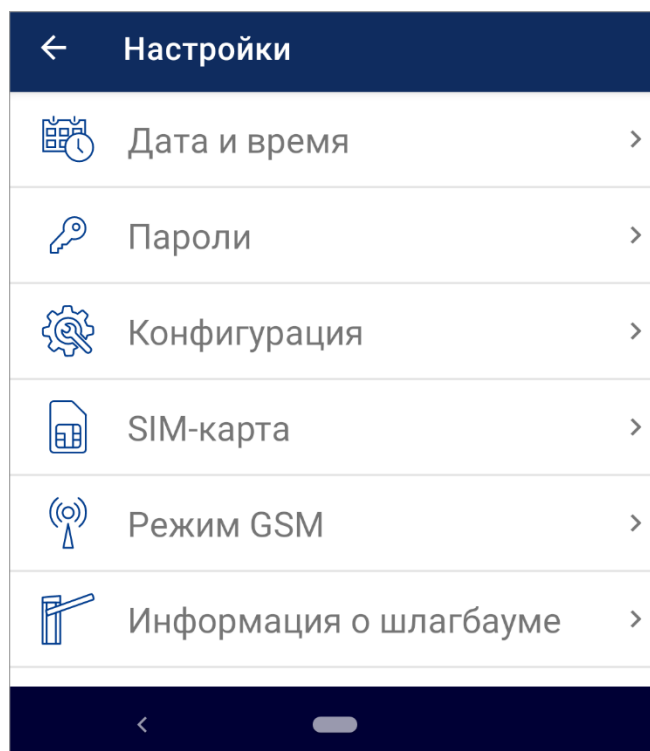 Настройки
Дата и время
Пароли
Конфигурация
SIM-карта
Режим GSM
Информация о шлагбауме